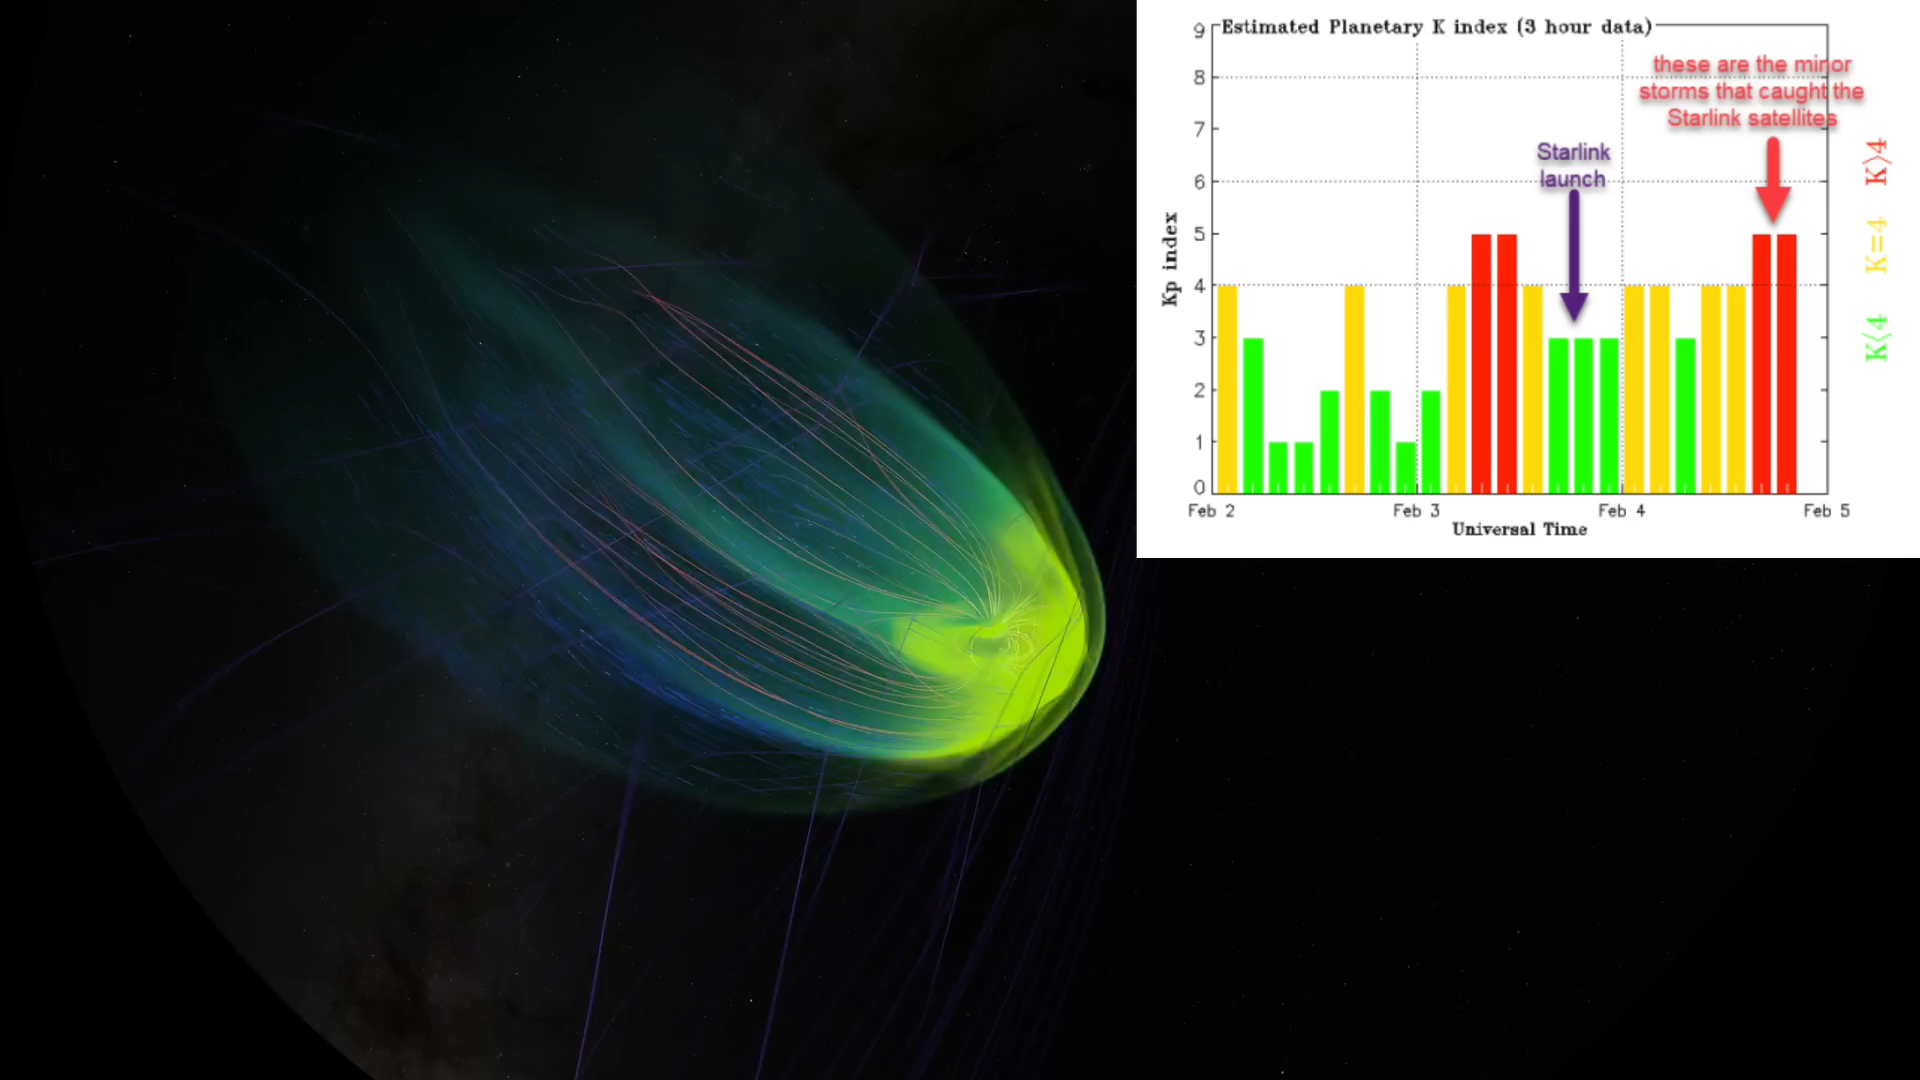 Estimated Planetary K index (3 hour data)
these are the minor
storms that caught the
Starlink satellites
Starlink
launch
9
8
7
6
5
4
3
2
1
0
Kp index
K>4
K=4
K<4
Feb 2
Feb 3
Feb 4
Feb 5
Universal Time